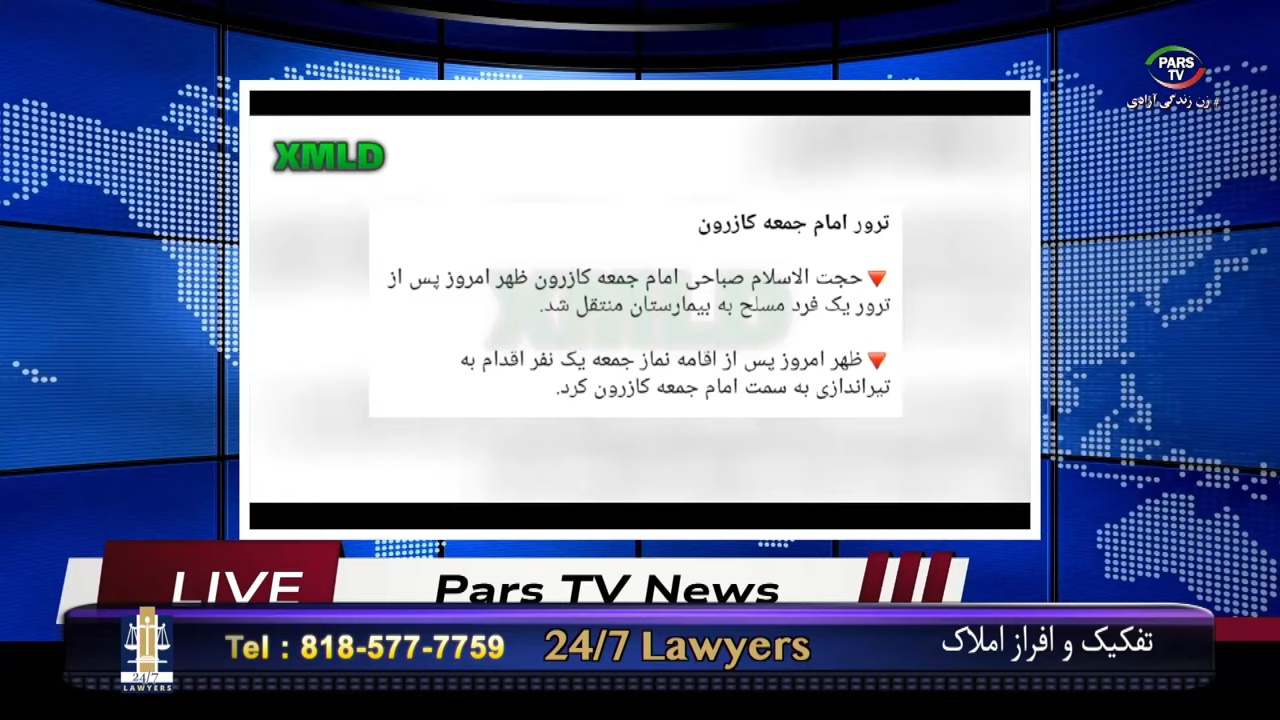 PARS
TV
#زن زندگی آزادی
XMLD
ترور امام جمعه کازرون
حجت الاسلام صباحی امام جمعه کازرون ظهر امروز پس از
ترور یک فرد مسلح به بیمارستان منتقل شد.
ظهر امروز پس از اقامه نماز جمعه یک نفر اقدام به
تیراندازی به سمت امام جمعه کازرون کرد.
LIVE
Pars TV News
24/7
LAWYERS
Tel : 818-577-7759
24/7 Lawyers
تفکیک و افراز املاک